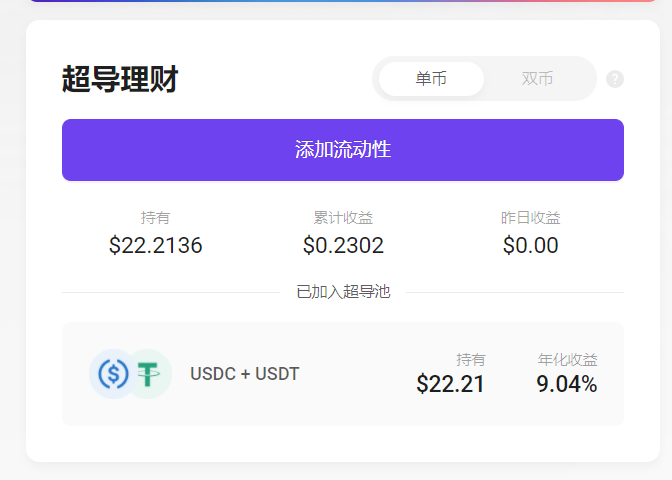 超导理财
单币 双币 ?
添加流动性
持有 累计收益 昨日收益
$22.2136 $0.2302 $0.00
已加入超导池
持有 年化收益
USDC + USDT $22.21 9.04%